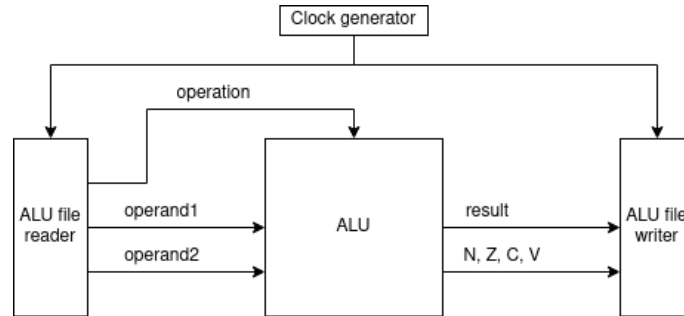 Clock generator
operation
ALU file
reader
operand1
operand2
ALU
result
N, Z, C, V
ALU file
writer